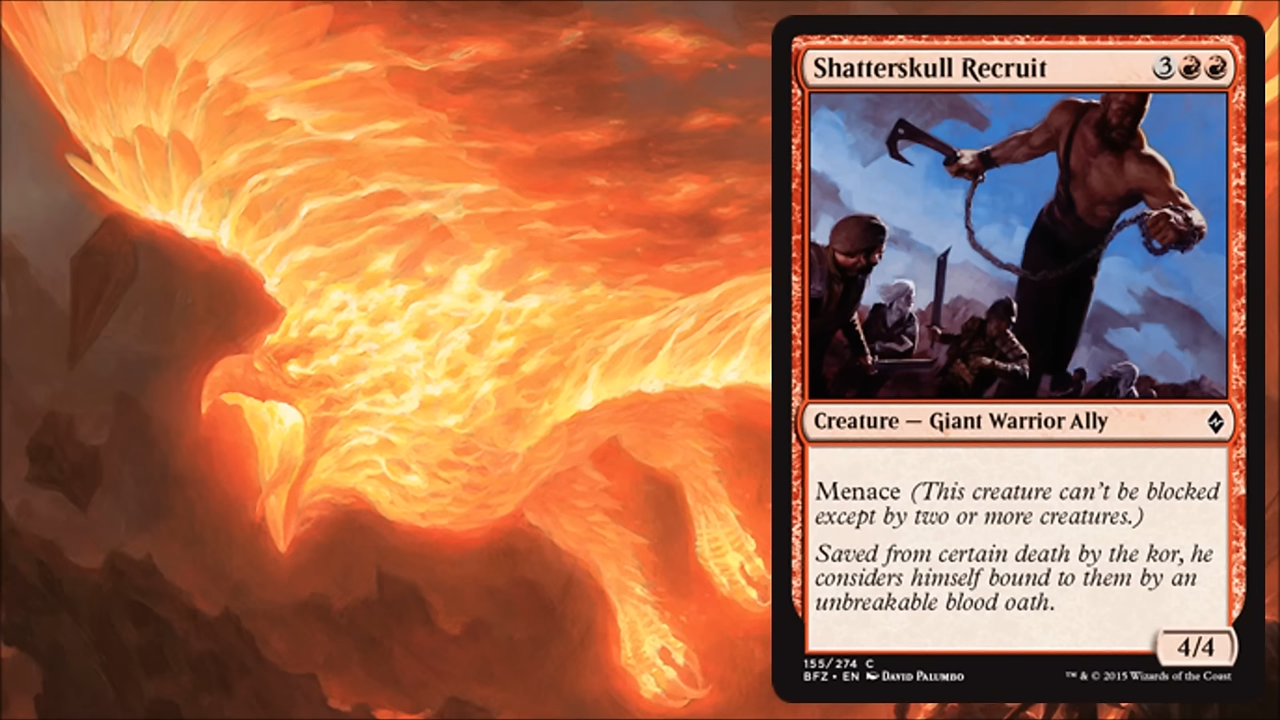 Shatterskull Recruit 3
Creature — Giant Warrior Ally
Menace (This creature can't be blocked
except by two or more creatures.)
Saved from certain death by the kor, he
considers himself bound to them by an
unbreakable blood oath.
4/4
155/274 C
BFZ • EN David Palumbo
™ & © 2015 Wizards of the Coast